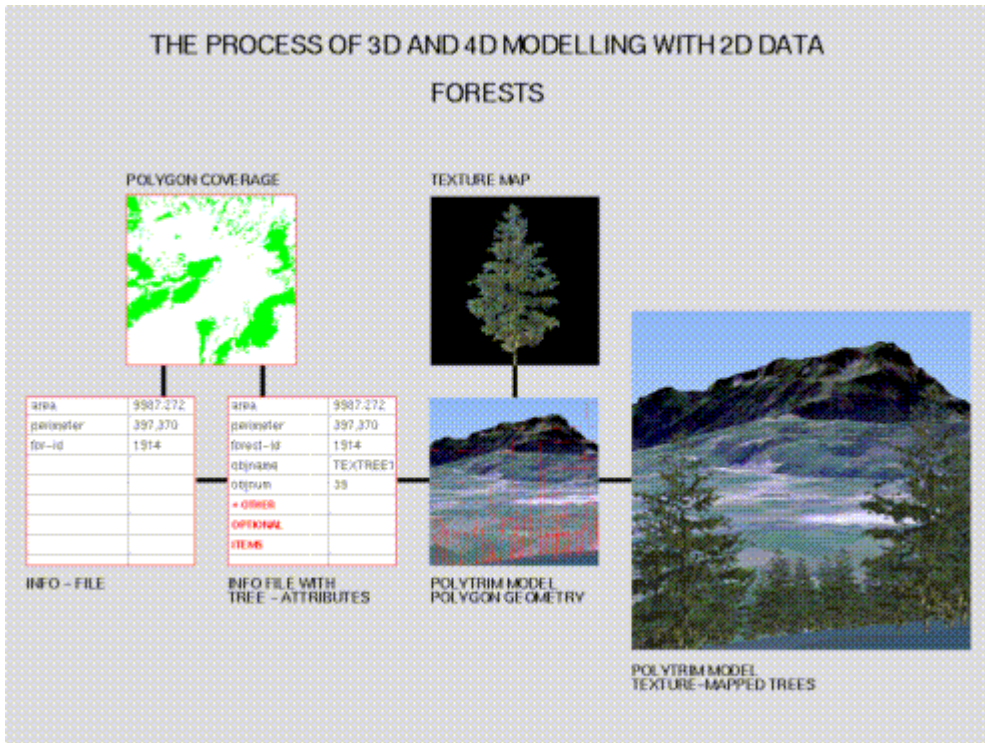 THE PROCESS OF 3D AND 4D MODELLING WITH 2D DATA
FORESTS
POLYGON COVERAGE
TEXTURE MAP
area 9987.272
perimeter 397,370
for-id 1914
area 9987.272
perimeter 397,370
forest-id 1914
objname TEXTREE1
objnum 39
+ OTHER
OPTIONAL
ITEMS
INFO - FILE
INFO FILE WITH
TREE - ATTRIBUTES
POLYTRIM MODEL
POLYGON GEOMETRY
POLYTRIM MODEL
TEXTURE-MAPPED TREES